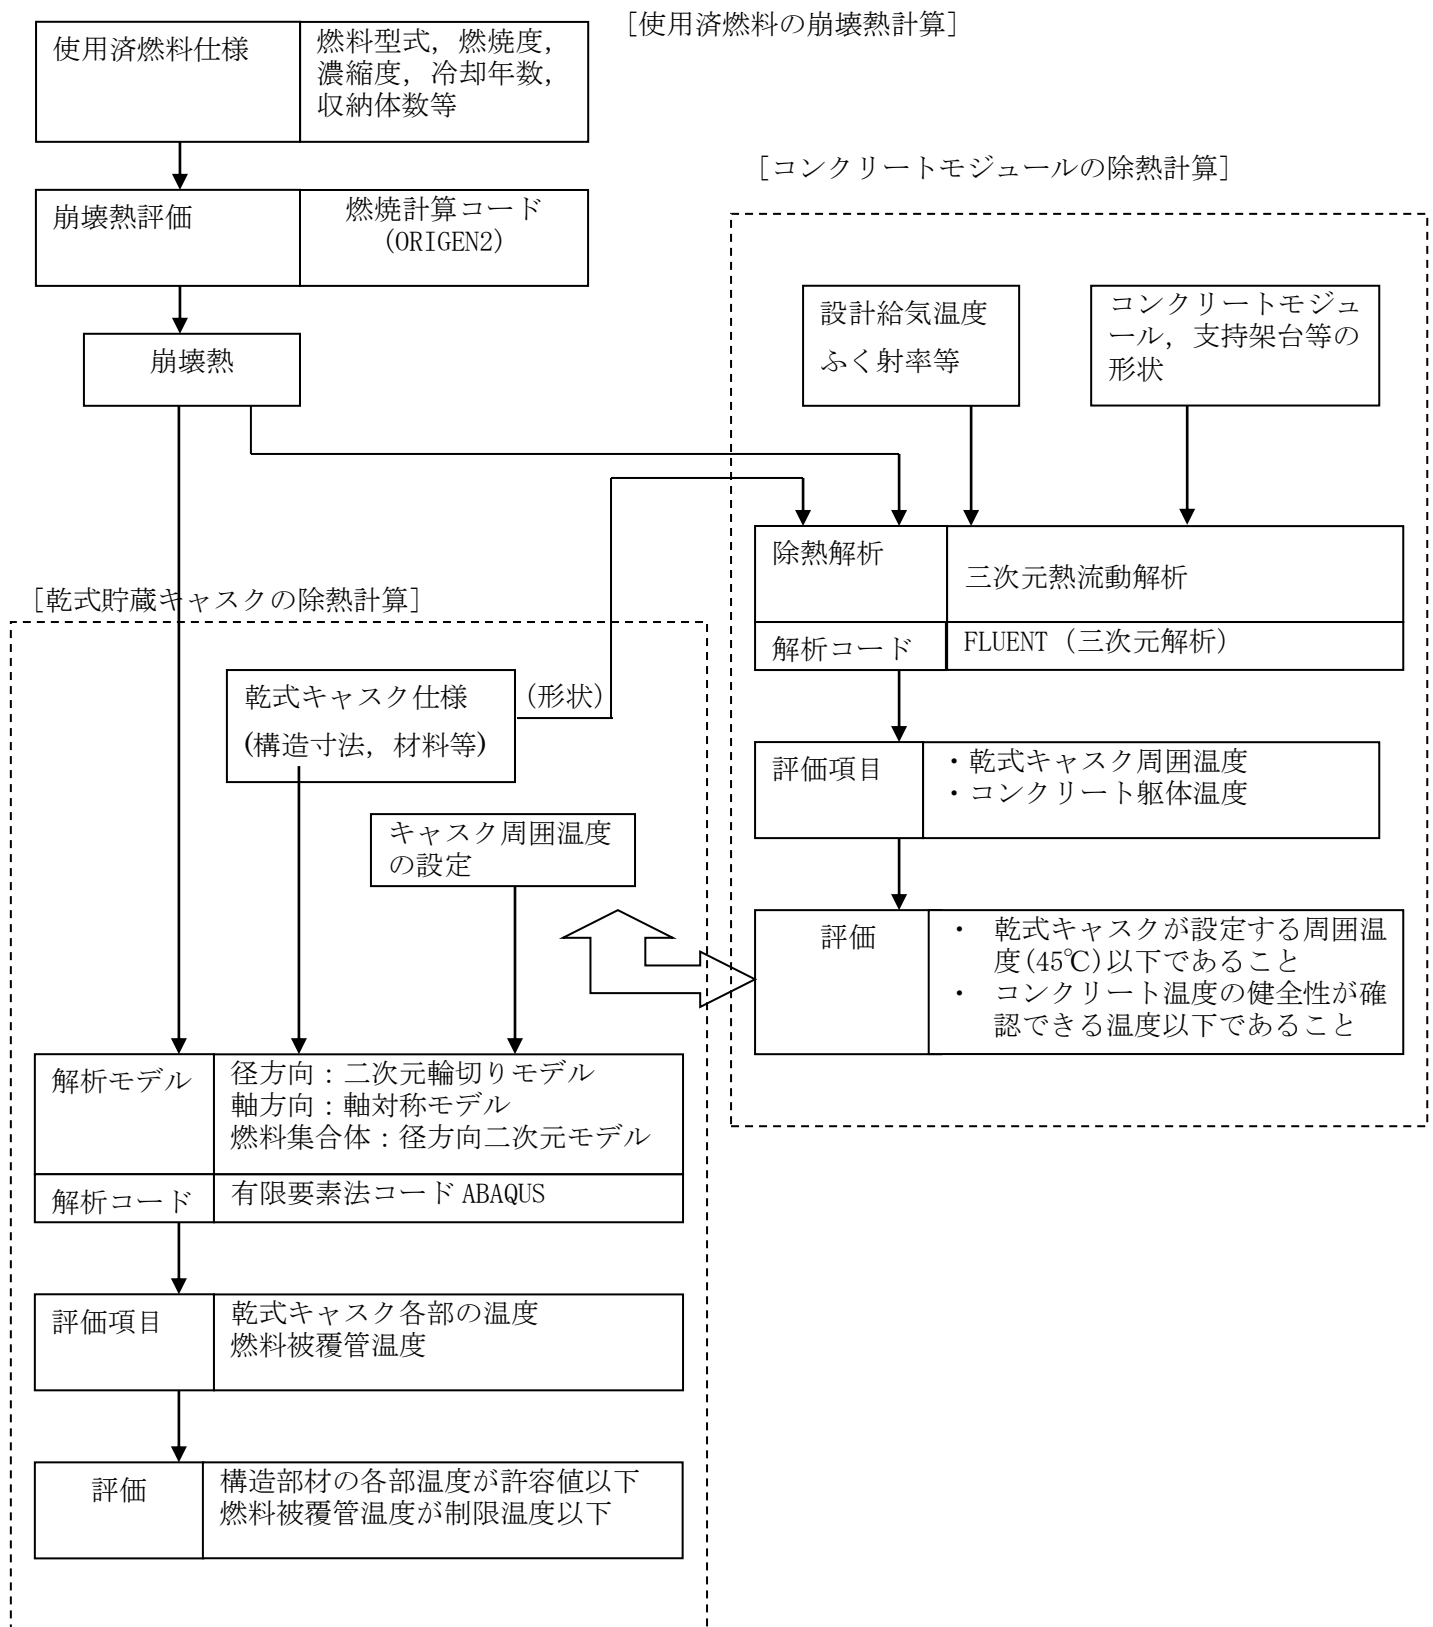 ［使用済燃料の崩壊熱計算］
使用済燃料仕様
燃料型式，燃焼度，
濃縮度，冷却年数，
収納体数等
崩壊熱評価
燃焼計算コード
（ORIGEN2）
崩壊熱
［コンクリートモジュールの除熱計算］
設計給気温度
ふく射率等
コンクリートモジュ
ール，支持架台等の
形状
除熱解析
三次元熱流動解析
解析コード
FLUENT（三次元解析）
評価項目
・乾式キャスク周囲温度
・コンクリート躯体温度
評価
・ 乾式キャスクが設定する周囲温
度(45℃)以下であること
・ コンクリート温度の健全性が確
認できる温度以下であること
［乾式貯蔵キャスクの除熱計算］
乾式キャスク仕様
(構造寸法，材料等)
（形状）
キャスク周囲温度
の設定
解析モデル
径方向：二次元輪切りモデル
軸方向：軸対称モデル
燃料集合体：径方向二次元モデル
解析コード
有限要素法コード ABAQUS
評価項目
乾式キャスク各部の温度
燃料被覆管温度
評価
構造部材の各部温度が許容値以下
燃料被覆管温度が制限温度以下